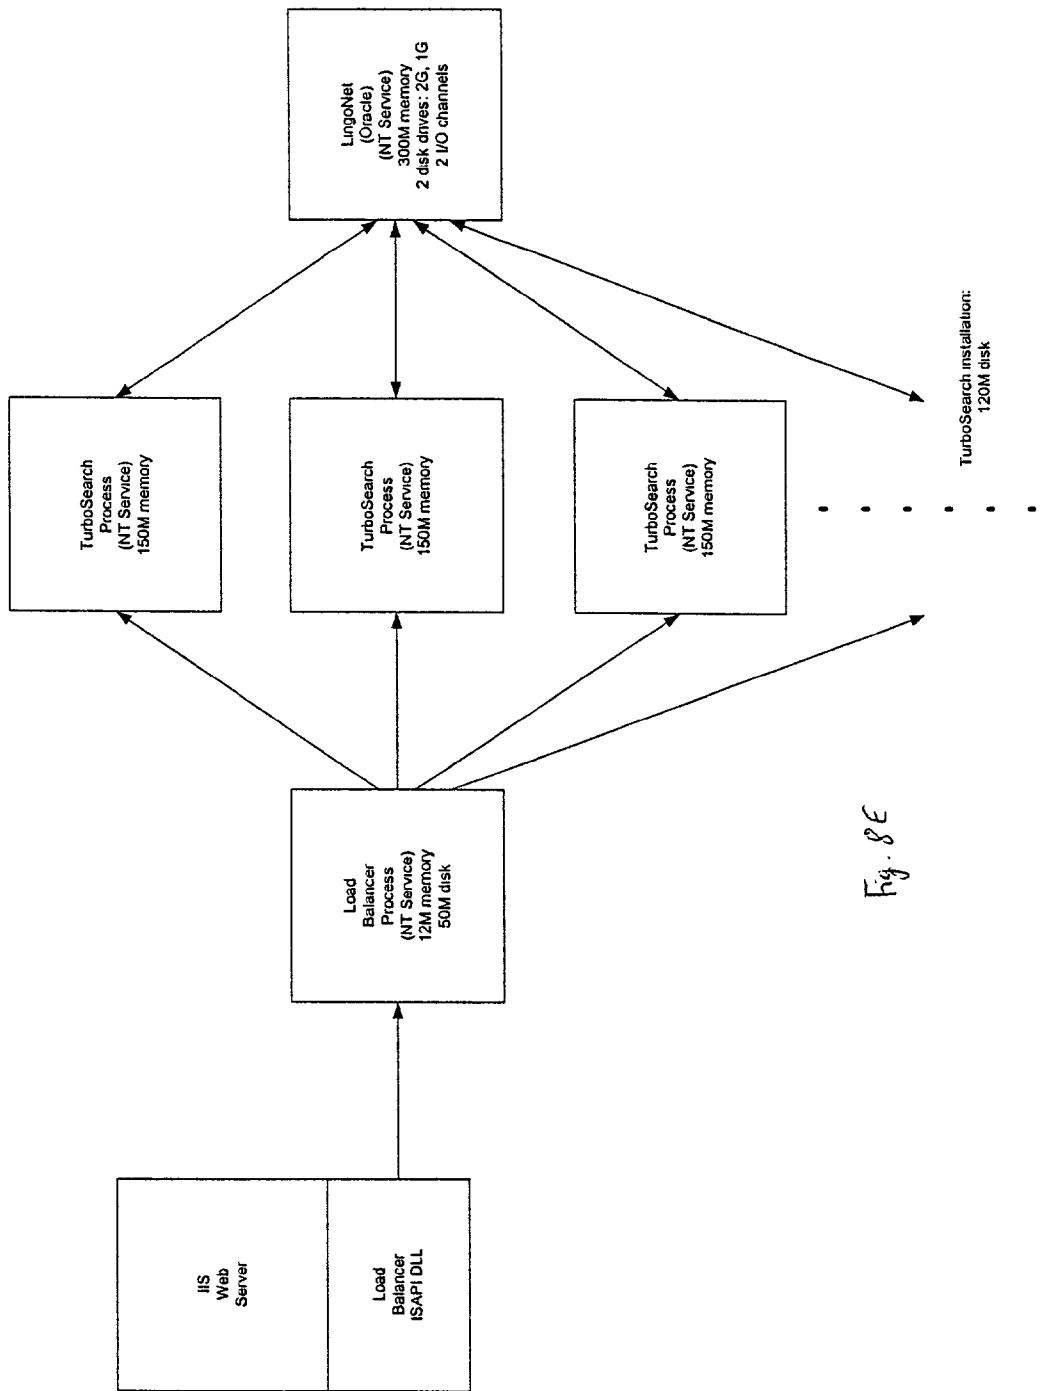 IIS
Web
Server
Load
Balancer
ISAPI DLL
Load
Balancer
Process
(NT Service)
12M memory
50M disk
TurboSearch
Process
(NT Service)
150M memory
TurboSearch
Process
(NT Service)
150M memory
TurboSearch
Process
(NT Service)
150M memory
TurboSearch installation:
120M disk
LingoNet
(Oracle)
(NT Service)
300M memory
2 disk drives: 2G, 1G
2 I/O channels
Fig. 8E